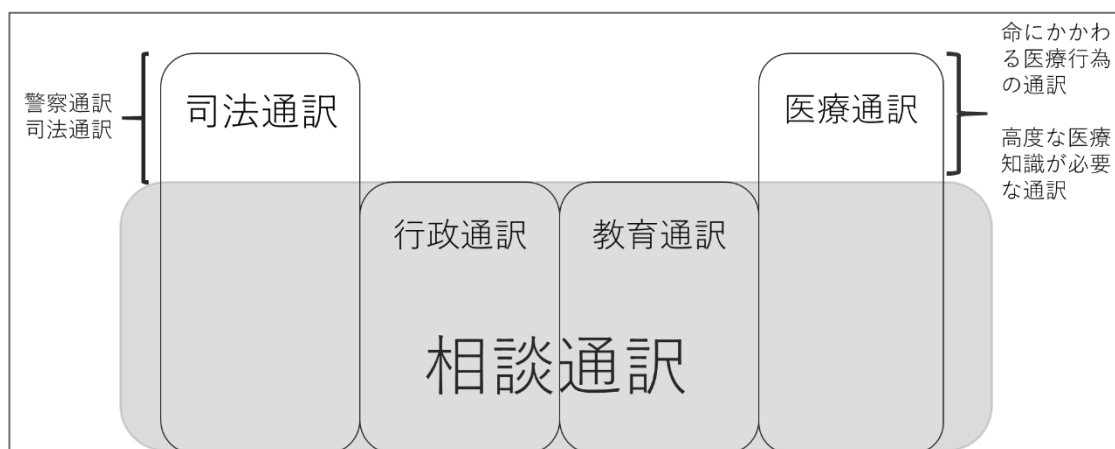 警察通訳
司法通訳
司法通訳
医療通訳
命にかかわ
る医療行為
の通訳
高度な医療
知識が必要
な通訳
行政通訳
教育通訳
相談通訳